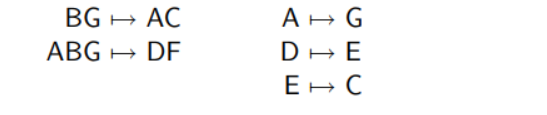 BG ↦ AC A ↦ G
ABG ↦ DF D ↦ E
E ↦ C